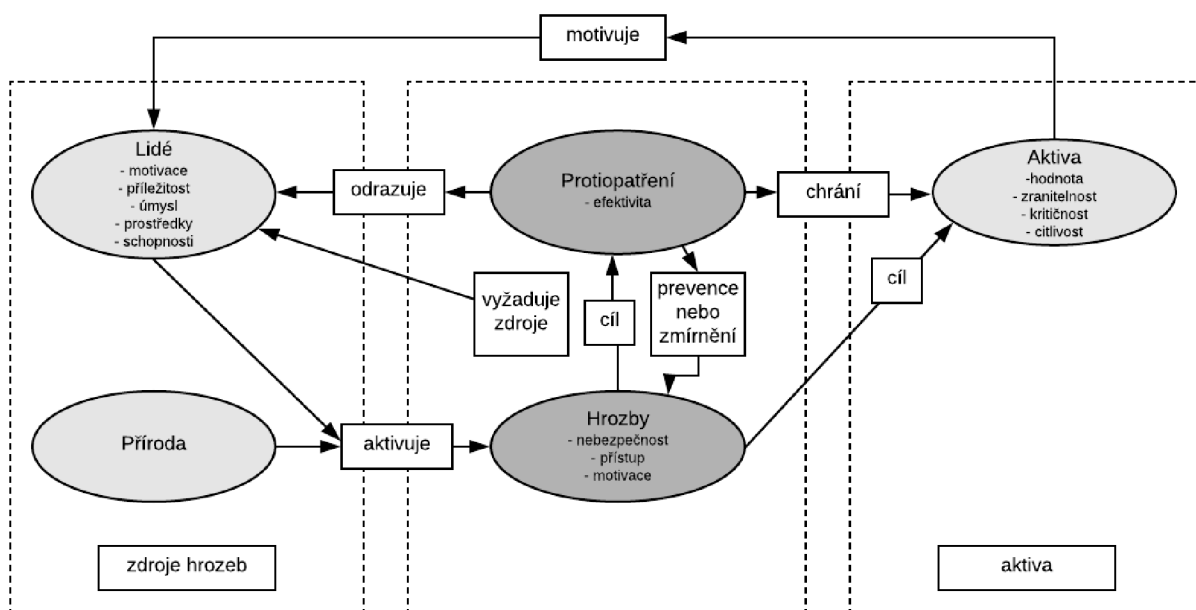 motivuje
Lidé
- motivace
- příležitost
- úmysl
- prostředky
- schopnosti
odrazuje
Protiopatření
- efektivita
chrání
Aktiva
-hodnota
- zranitelnost
- kritičnost
- citlivost
vyžaduje
zdroje
cíl
prevence
nebo
zmírnění
cíl
Příroda
aktivuje
Hrozby
- nebezpečnost
- přístup
- motivace
zdroje hrozeb
aktiva